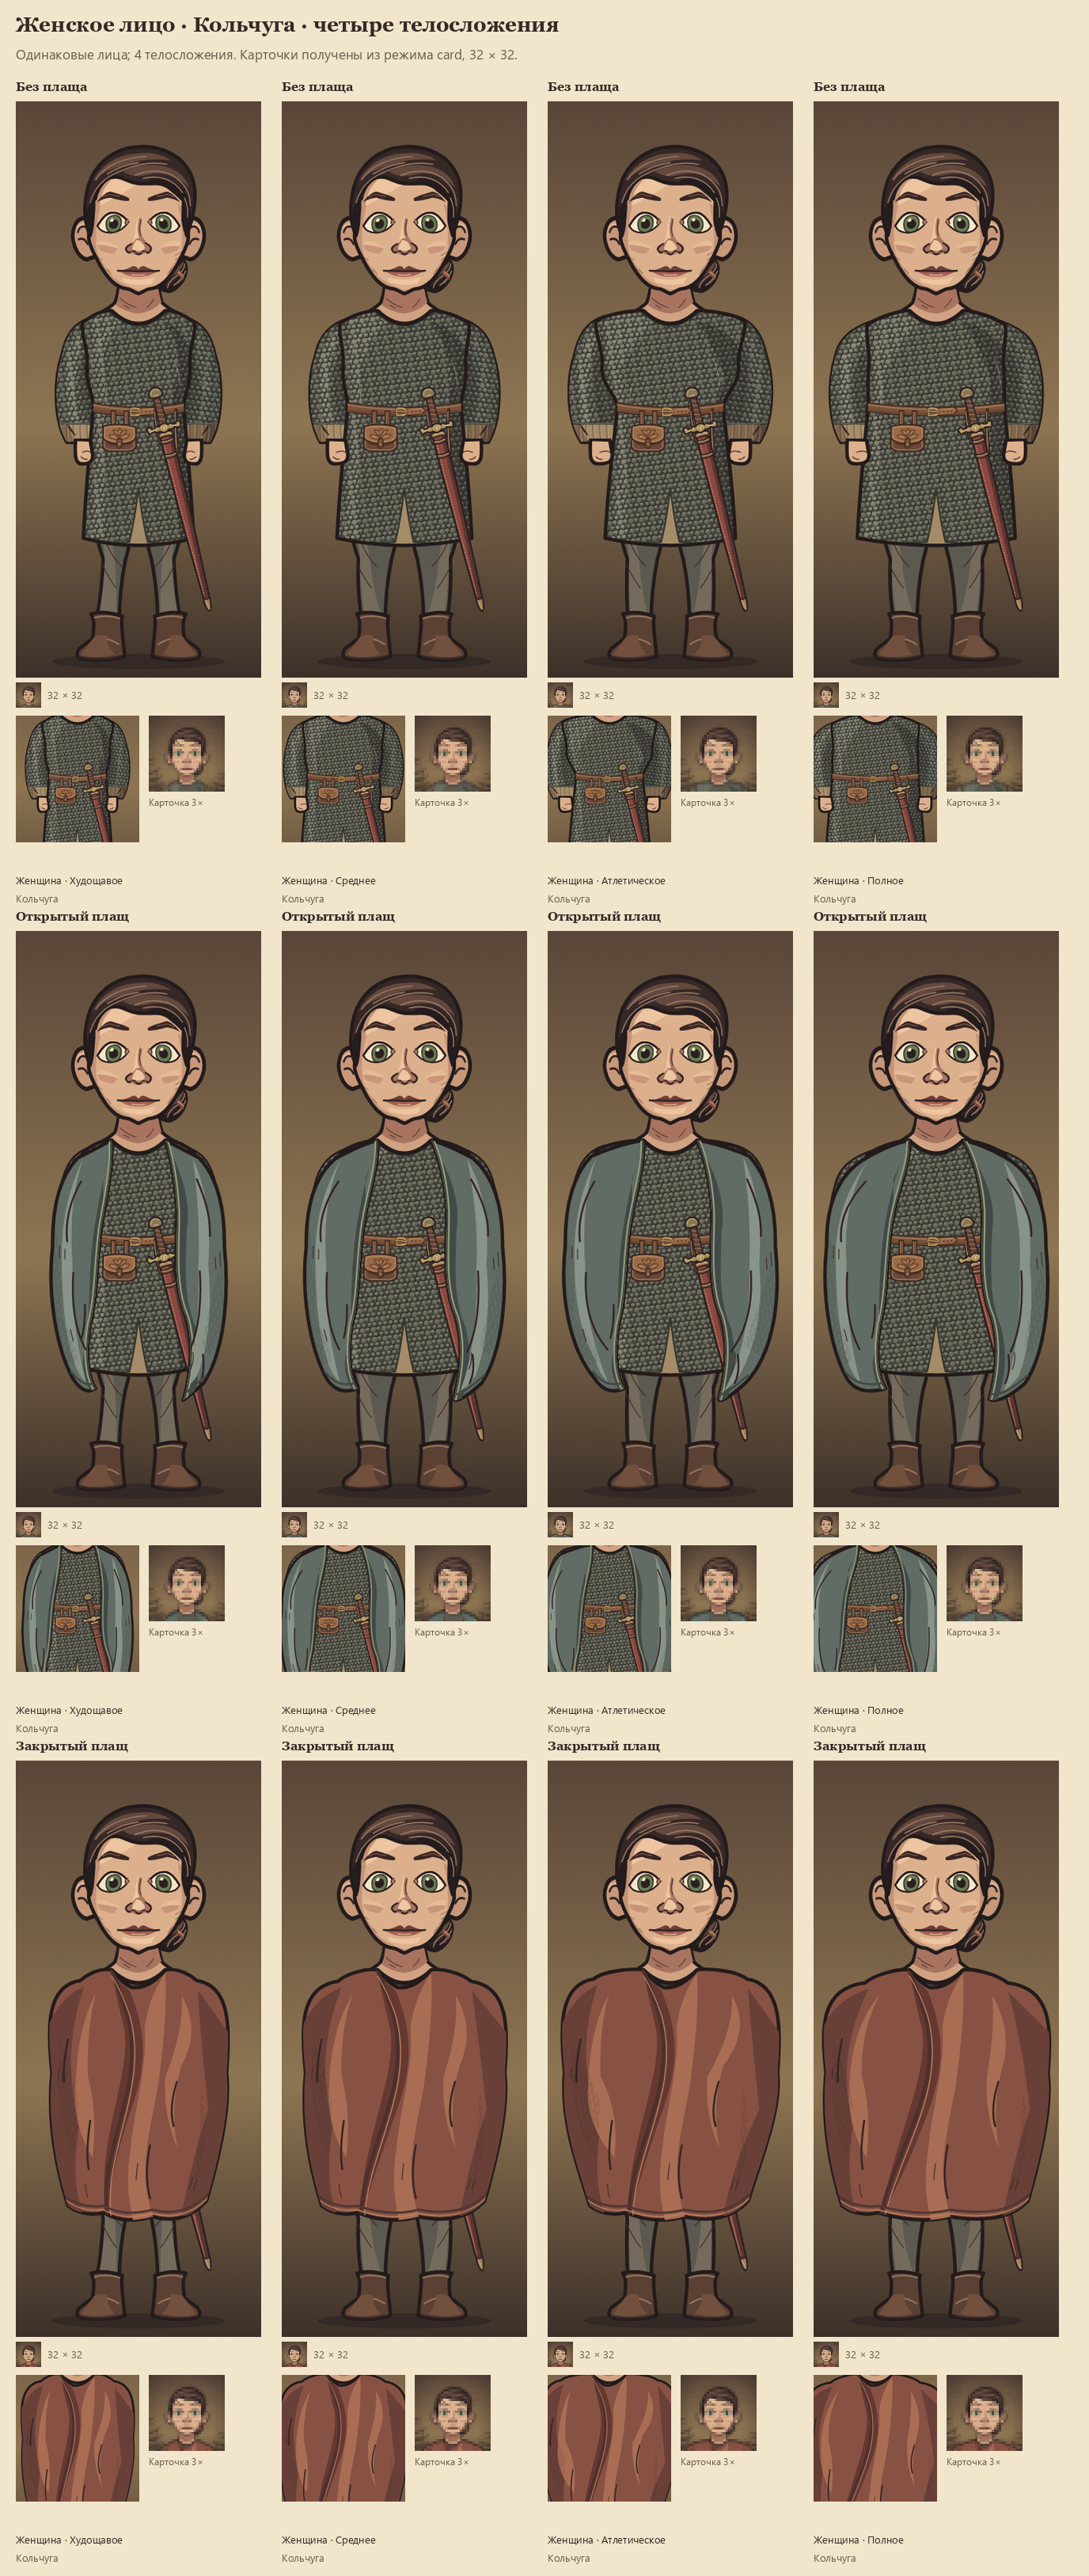 Женское лицо · Кольчуга · четыре телосложения
Одинаковые лица; 4 телосложения. Карточки получены из режима card, 32 × 32.
Без плаща Без плаща Без плаща Без плаща
32 × 32 32 × 32 32 × 32 32 × 32
Карточка 3× Карточка 3× Карточка 3× Карточка 3×
Женщина · Худощавое Женщина · Среднее Женщина · Атлетическое Женщина · Полное
Кольчуга Кольчуга Кольчуга Кольчуга
Открытый плащ Открытый плащ Открытый плащ Открытый плащ
32 × 32 32 × 32 32 × 32 32 × 32
Карточка 3× Карточка 3× Карточка 3× Карточка 3×
Женщина · Худощавое Женщина · Среднее Женщина · Атлетическое Женщина · Полное
Кольчуга Кольчуга Кольчуга Кольчуга
Закрытый плащ Закрытый плащ Закрытый плащ Закрытый плащ
32 × 32 32 × 32 32 × 32 32 × 32
Карточка 3× Карточка 3× Карточка 3× Карточка 3×
Женщина · Худощавое Женщина · Среднее Женщина · Атлетическое Женщина · Полное
Кольчуга Кольчуга Кольчуга Кольчуга